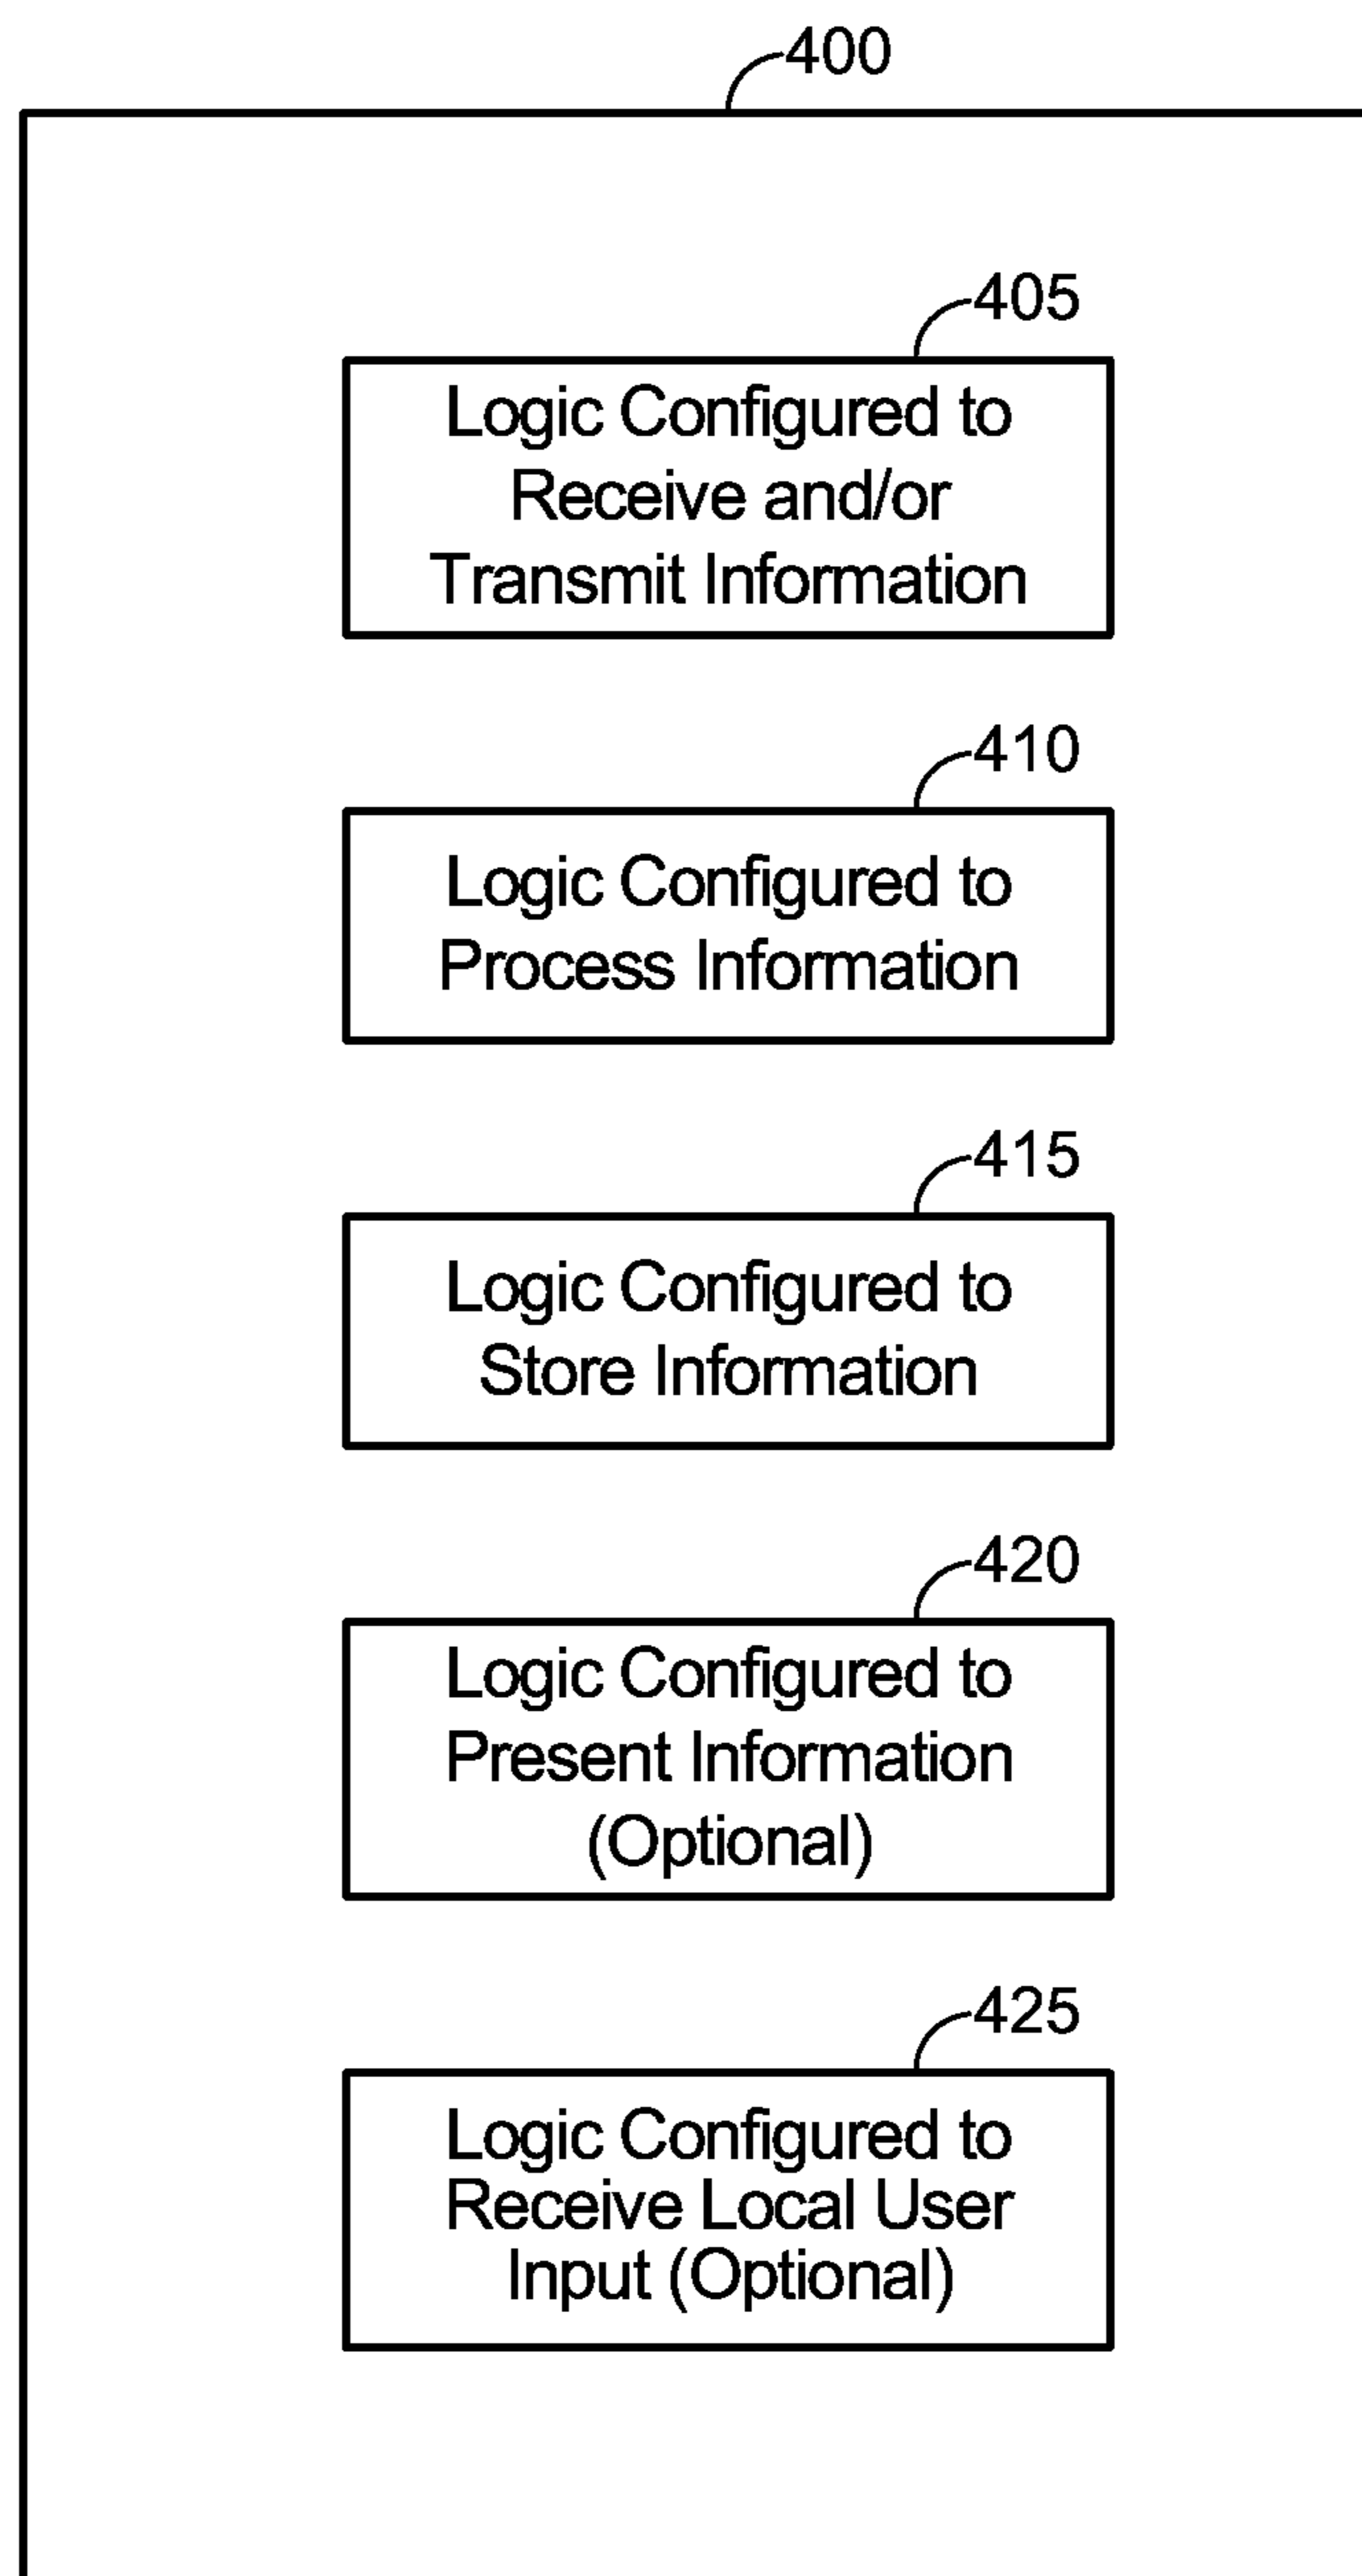 400
405
Logic Configured to
Receive and/or
Transmit Information
410
Logic Configured to
Process Information
415
Logic Configured to
Store Information
420
Logic Configured to
Present Information
(Optional)
425
Logic Configured to
Receive Local User
Input (Optional)